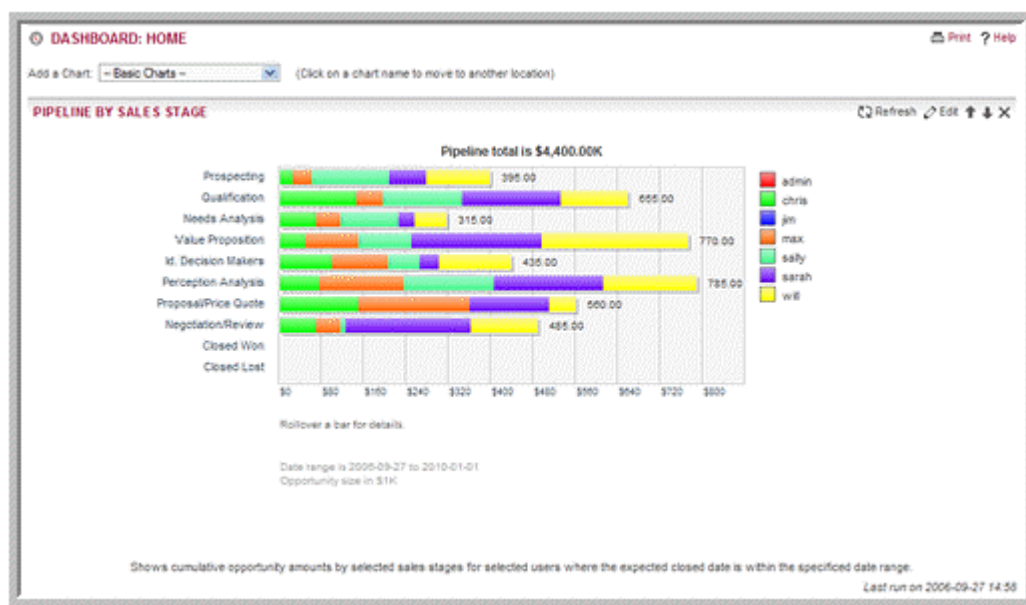 DASHBOARD: HOME
Print ? Help
Add a Chart: -- Basic Charts -- (Click on a chart name to move to another location)
PIPELINE BY SALES STAGE
Refresh Edit
Pipeline total is $4,400.00K
Prospecting 395.00
Qualification 655.00
Needs Analysis 315.00
Value Proposition 770.00
Id. Decision Makers 435.00
Perception Analysis 785.00
Proposal/Price Quote 560.00
Negotiation/Review 485.00
Closed Won
Closed Lost
$0 $80 $160 $240 $320 $400 $480 $560 $640 $720 $800
admin
chris
jim
max
sally
sarah
will
Rollover a bar for details.
Date range is 2006-09-27 to 2010-01-01
Opportunity size in $1K
Shows cumulative opportunity amounts by selected sales stages for selected users where the expected closed date is within the specificed date range.
Last run on 2006-09-27 14:58